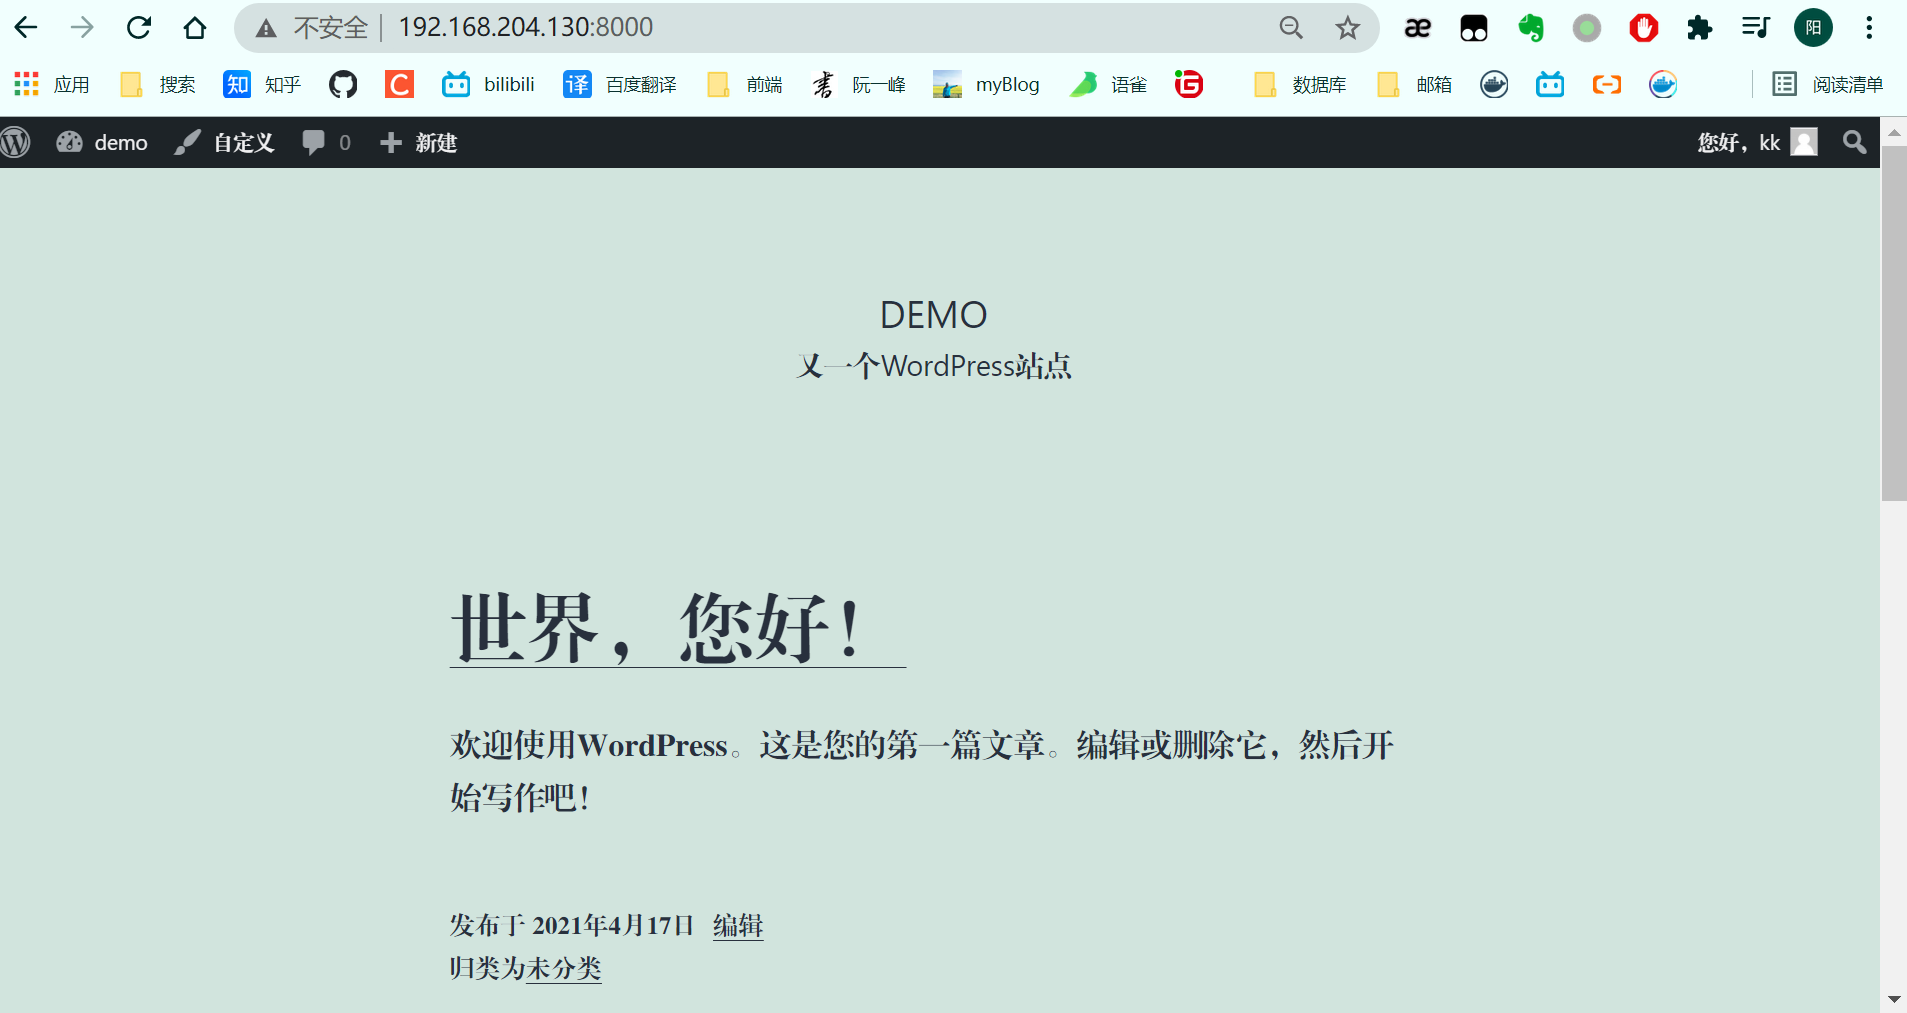 不安全 192.168.204.130:8000 阳
应用 搜索 知 知乎 C bilibili 译 百度翻译 前端 阮一峰 myBlog 语雀 G 数据库 邮箱 阅读清单
demo 自定义 0 新建 您好，kk
DEMO
又一个WordPress站点
世界，您好！
欢迎使用WordPress。这是您的第一篇文章。编辑或删除它，然后开
始写作吧！
发布于 2021年4月17日 编辑
归类为未分类